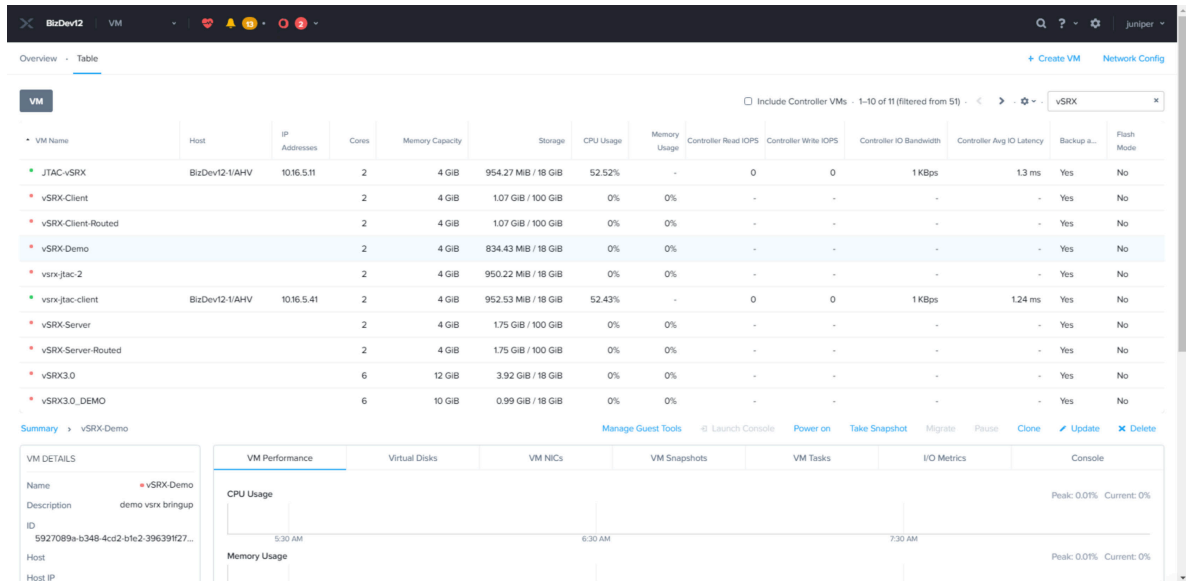 BizDev12 VM 13 2 ? juniper
Overview · Table + Create VM Network Config
VM Include Controller VMs · 1–10 of 11 (filtered from 51) · vSRX
VM Name Host IP Addresses Cores Memory Capacity Storage CPU Usage Memory Usage Controller Read IOPS Controller Write IOPS Controller IO Bandwidth Controller Avg IO Latency Backup a... Flash Mode
JTAC-vSRX BizDev12-1/AHV 10.16.5.11 2 4 GiB 954.27 MiB / 18 GiB 52.52% - 0 0 1 KBps 1.3 ms Yes No
vSRX-Client 2 4 GiB 1.07 GiB / 100 GiB 0% 0% - - - - Yes No
vSRX-Client-Routed 2 4 GiB 1.07 GiB / 100 GiB 0% 0% - - - - Yes No
vSRX-Demo 2 4 GiB 834.43 MiB / 18 GiB 0% 0% - - - - Yes No
vsrx-jtac-2 2 4 GiB 950.22 MiB / 18 GiB 0% 0% - - - - Yes No
vsrx-jtac-client BizDev12-1/AHV 10.16.5.41 2 4 GiB 952.53 MiB / 18 GiB 52.43% - 0 0 1 KBps 1.24 ms Yes No
vSRX-Server 2 4 GiB 1.75 GiB / 100 GiB 0% 0% - - - - Yes No
vSRX-Server-Routed 2 4 GiB 1.75 GiB / 100 GiB 0% 0% - - - - Yes No
vSRX3.0 6 12 GiB 3.92 GiB / 18 GiB 0% 0% - - - - Yes No
vSRX3.0_DEMO 6 10 GiB 0.99 GiB / 18 GiB 0% 0% - - - - Yes No
Summary > vSRX-Demo Manage Guest Tools Launch Console Power on Take Snapshot Migrate Pause Clone Update Delete
VM DETAILS VM Performance Virtual Disks VM NICs VM Snapshots VM Tasks I/O Metrics Console
Name vSRX-Demo
CPU Usage Peak: 0.01% Current: 0%
Description demo vsrx bringup
ID
5927089a-b348-4cd2-b1e2-396391f27...
5:30 AM 6:30 AM 7:30 AM
Host
Memory Usage Peak: 0.01% Current: 0%
Host IP